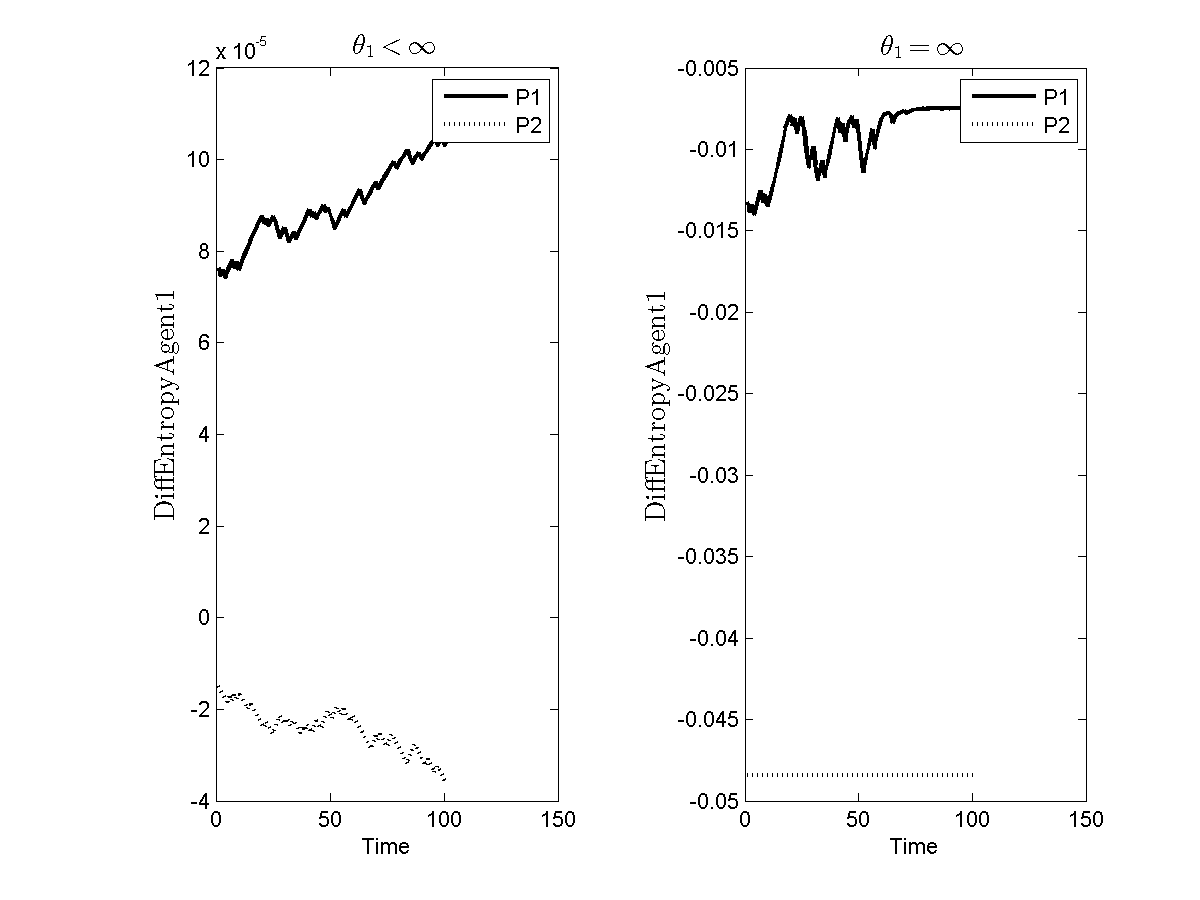 x 10^-5
θ₁ < ∞
12
10
8
6
4
2
0
-2
-4
0 50 100 150
Time
DiffEntropyAgent1
P1
P2
θ₁ = ∞
-0.005
-0.01
-0.015
-0.02
-0.025
-0.03
-0.035
-0.04
-0.045
-0.05
0 50 100 150
Time
DiffEntropyAgent1
P1
P2